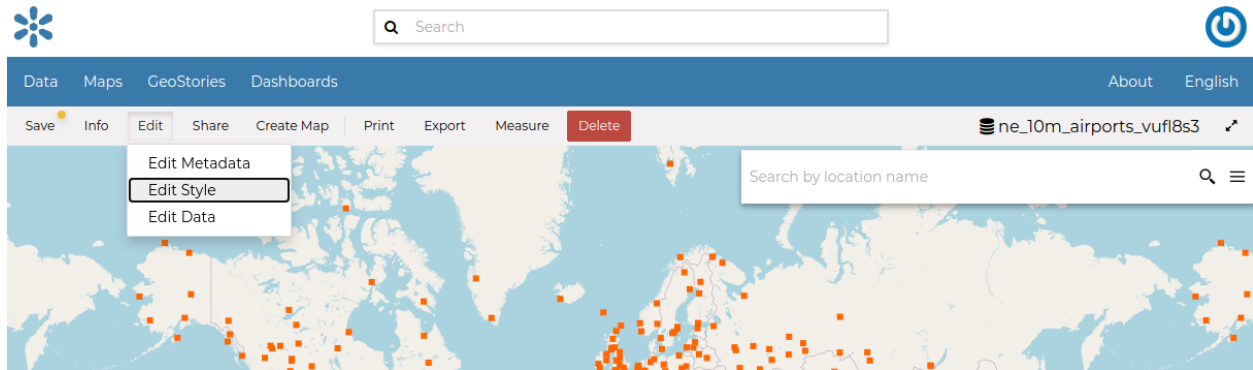 Search
Data Maps GeoStories Dashboards About English
Save Info Edit Share Create Map Print Export Measure Delete ne_10m_airports_vufl8s3
Edit Metadata
Edit Style
Edit Data
Search by location name